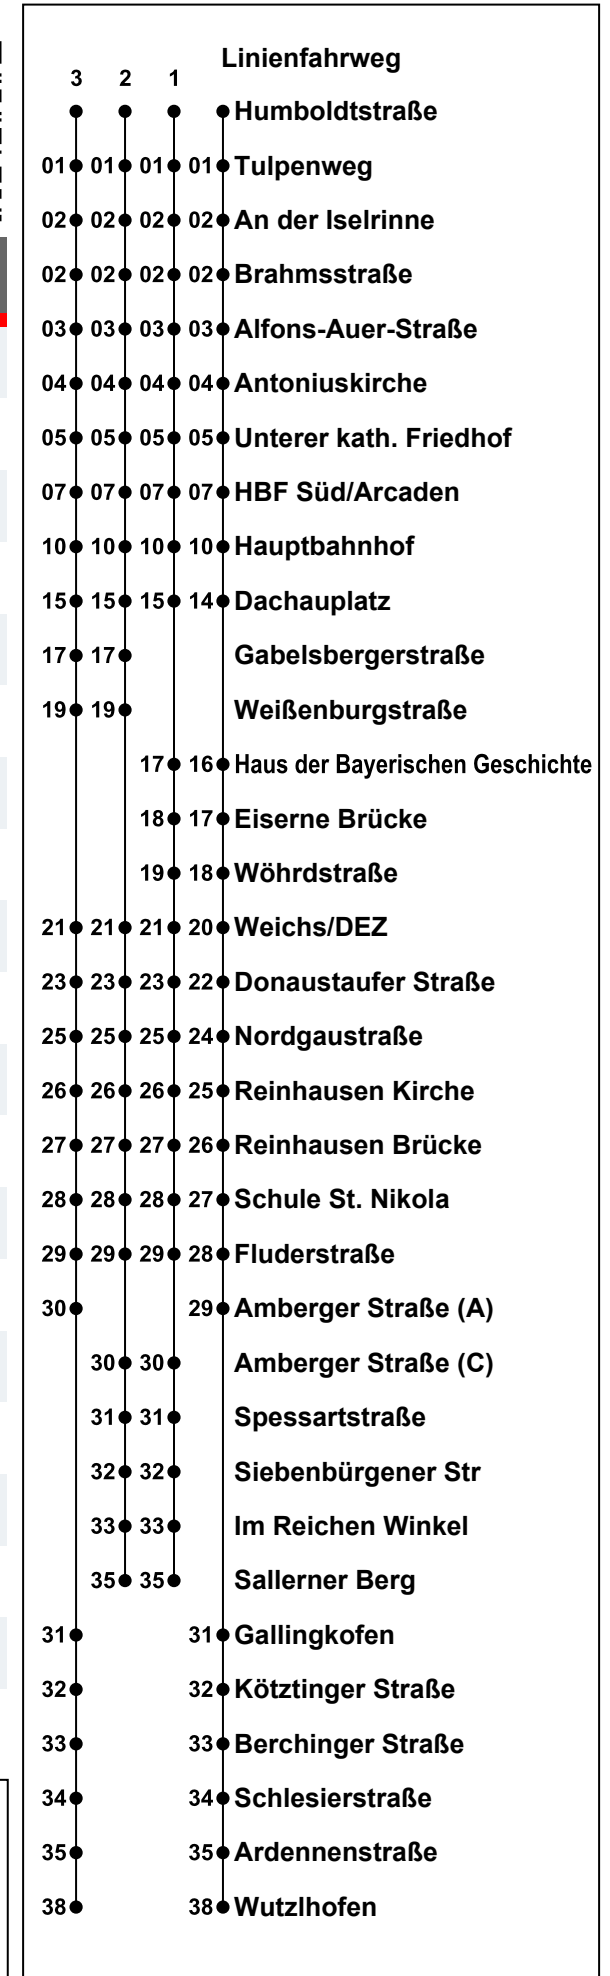 Linienfahrweg
3 2 1
Humboldtstraße
01 01 01 01 Tulpenweg
02 02 02 02 An der Iselrinne
02 02 02 02 Brahmsstraße
03 03 03 03 Alfons-Auer-Straße
04 04 04 04 Antoniuskirche
05 05 05 05 Unterer kath. Friedhof
07 07 07 07 HBF Süd/Arcaden
10 10 10 10 Hauptbahnhof
15 15 15 14 Dachauplatz
17 17 Gabelsbergerstraße
19 19 Weißenburgstraße
17 16 Haus der Bayerischen Geschichte
18 17 Eiserne Brücke
19 18 Wöhrdstraße
21 21 21 20 Weichs/DEZ
23 23 23 22 Donaustaufer Straße
25 25 25 24 Nordgaustraße
26 26 26 25 Reinhausen Kirche
27 27 27 26 Reinhausen Brücke
28 28 28 27 Schule St. Nikola
29 29 29 28 Fluderstraße
30 29 Amberger Straße (A)
30 30 Amberger Straße (C)
31 31 Spessartstraße
32 32 Siebenbürgener Str
33 33 Im Reichen Winkel
35 35 Sallerner Berg
31 31 Gallingkofen
32 32 Kötztinger Straße
33 33 Berchinger Straße
34 34 Schlesierstraße
35 35 Ardennenstraße
38 38 Wutzlhofen